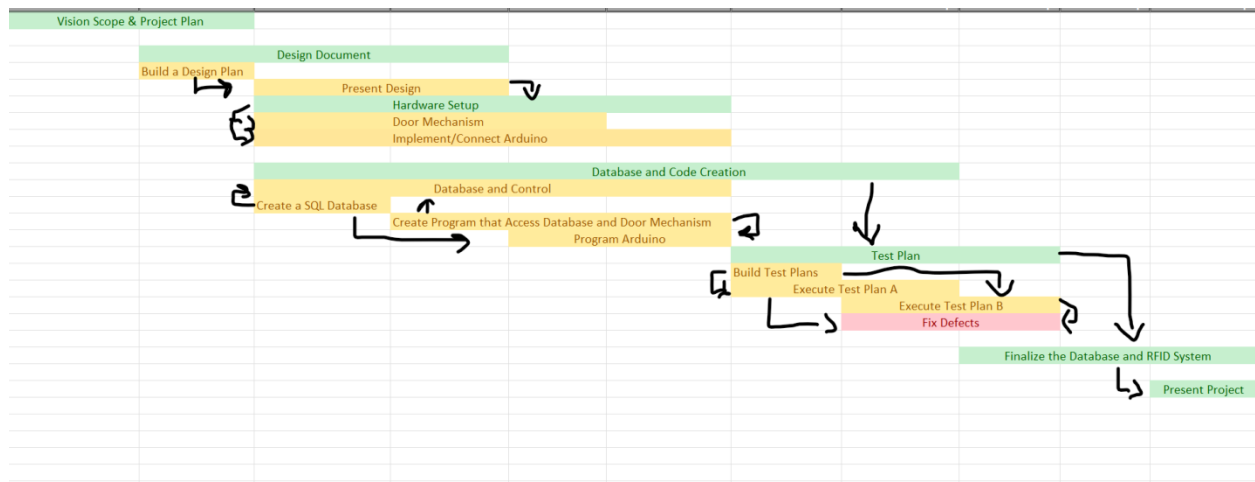 Vision Scope & Project Plan
Design Document
Build a Design Plan
Present Design
Hardware Setup
Door Mechanism
Implement/Connect Arduino
Database and Code Creation
Database and Control
Create a SQL Database
Create Program that Access Database and Door Mechanism
Program Arduino
Test Plan
Build Test Plans
Execute Test Plan A
Execute Test Plan B
Fix Defects
Finalize the Database and RFID System
Present Project